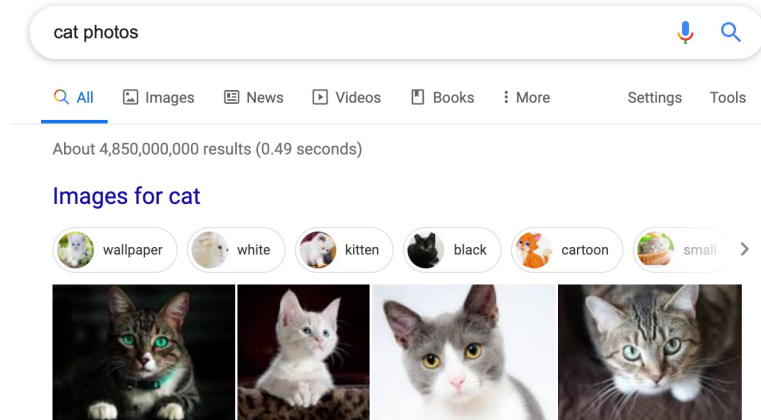 cat photos
All Images News Videos Books More Settings Tools
About 4,850,000,000 results (0.49 seconds)
Images for cat
wallpaper white kitten black cartoon small